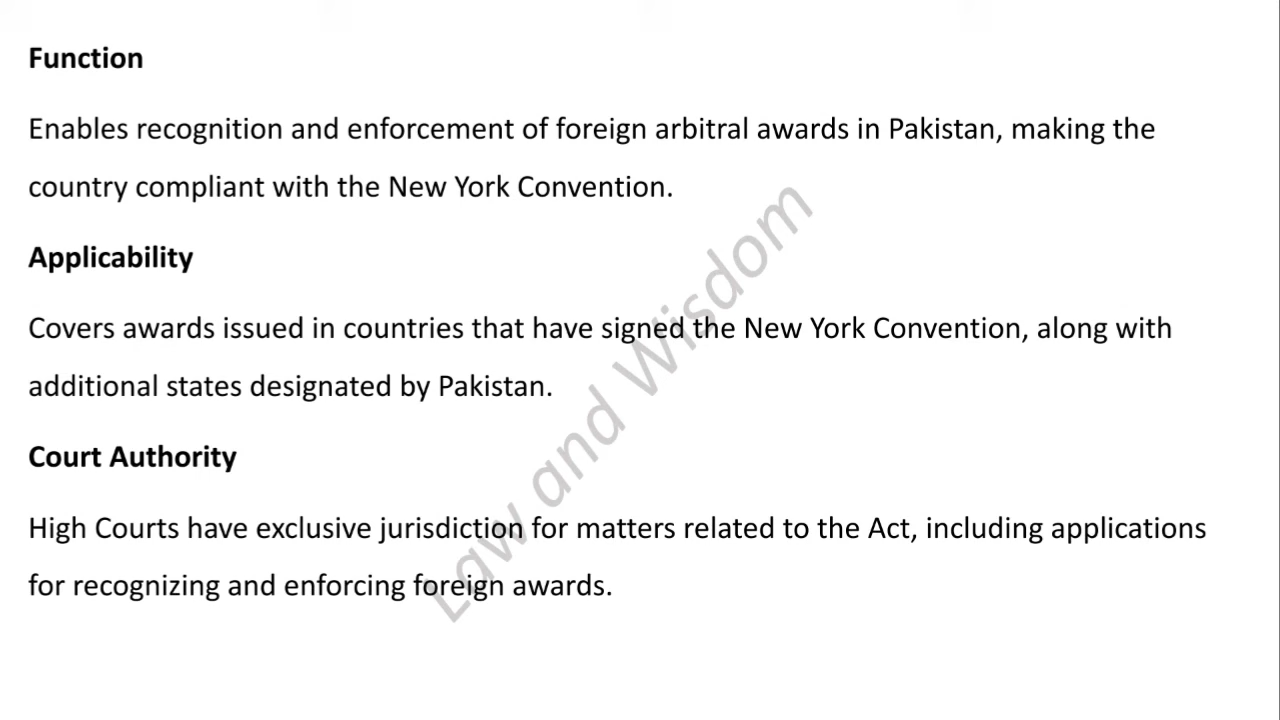 Function
Enables recognition and enforcement of foreign arbitral awards in Pakistan, making the
country compliant with the New York Convention.
Applicability
Covers awards issued in countries that have signed the New York Convention, along with
additional states designated by Pakistan.
Court Authority
High Courts have exclusive jurisdiction for matters related to the Act, including applications
for recognizing and enforcing foreign awards.
Law and Wisdom